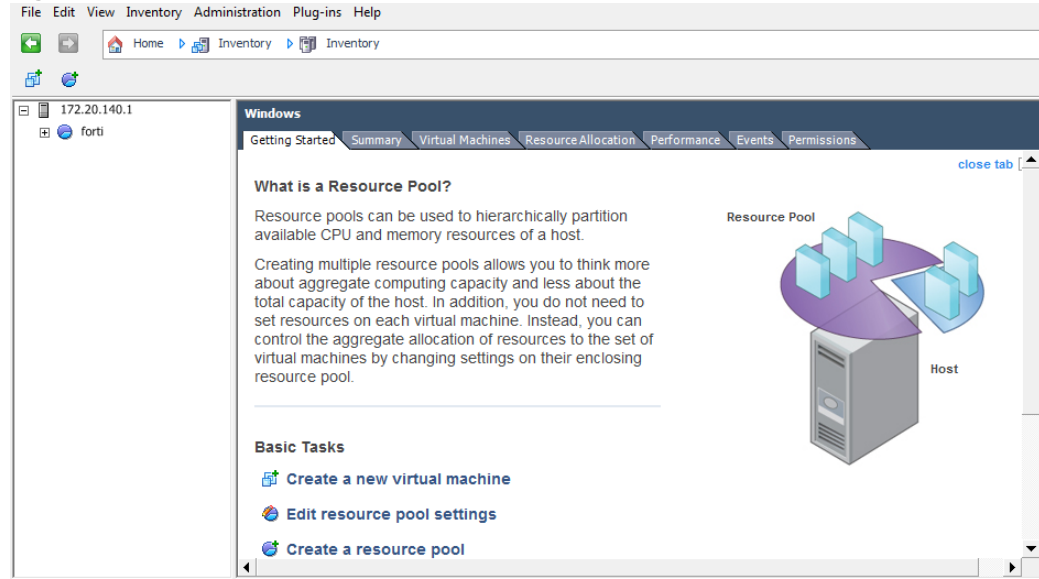 File Edit View Inventory Administration Plug-ins Help
Home Inventory Inventory
172.20.140.1
forti
Windows
Getting Started Summary Virtual Machines Resource Allocation Performance Events Permissions
close tab
What is a Resource Pool?
Resource pools can be used to hierarchically partition
available CPU and memory resources of a host.
Creating multiple resource pools allows you to think more
about aggregate computing capacity and less about the
total capacity of the host. In addition, you do not need to
set resources on each virtual machine. Instead, you can
control the aggregate allocation of resources to the set of
virtual machines by changing settings on their enclosing
resource pool.
Resource Pool
Host
Basic Tasks
Create a new virtual machine
Edit resource pool settings
Create a resource pool